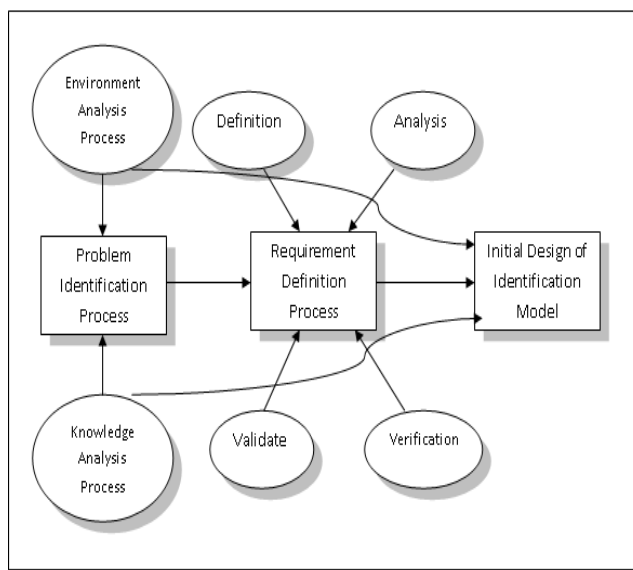 Environment
Analysis
Process
Definition
Analysis
Problem
Identification
Process
Requirement
Definition
Process
Initial Design of
Identification
Model
Knowledge
Analysis
Process
Validate
Verification